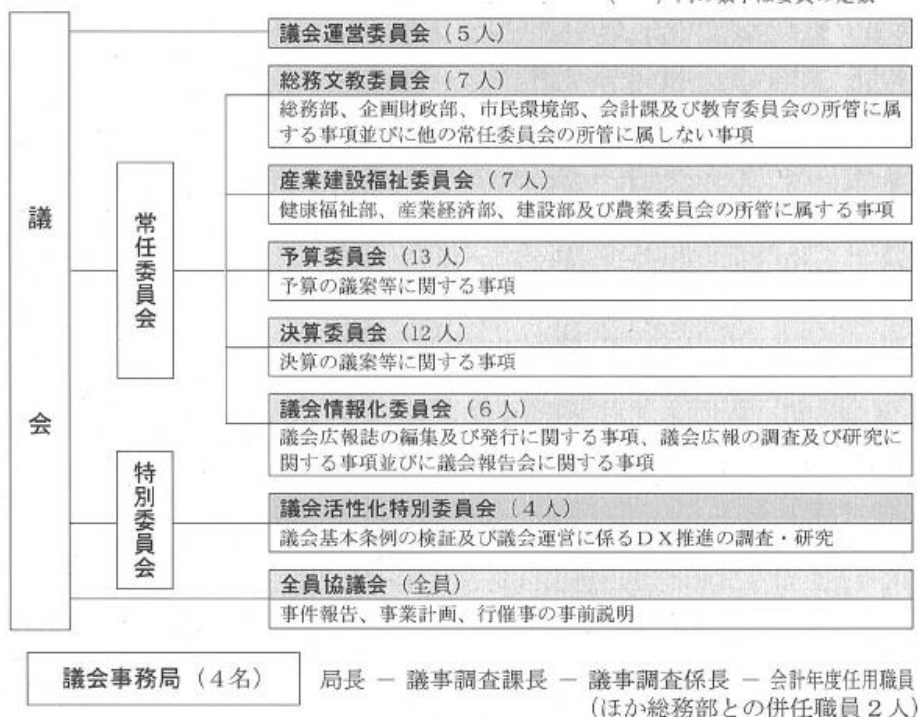 議会運営委員会（5人）
総務文教委員会（7人）
総務部、企画財政部、市民環境部、会計課及び教育委員会の所管に属
する事項並びに他の常任委員会の所管に属しない事項
産業建設福祉委員会（7人）
健康福祉部、産業経済部、建設部及び農業委員会の所管に属する事項
予算委員会（13人）
予算の議案等に関する事項
決算委員会（12人）
決算の議案等に関する事項
議会情報化委員会（6人）
議会広報誌の編集及び発行に関する事項、議会広報の調査及び研究に
関する事項並びに議会報告会に関する事項
議会活性化特別委員会（4人）
議会基本条例の検証及び議会運営に係るＤＸ推進の調査・研究
全員協議会（全員）
事件報告、事業計画、行催事の事前説明
議会
常任委員会
特別委員会
議会事務局（4名）
局長 － 議事調査課長 － 議事調査係長 － 会計年度任用職員
（ほか総務部との併任職員2人）